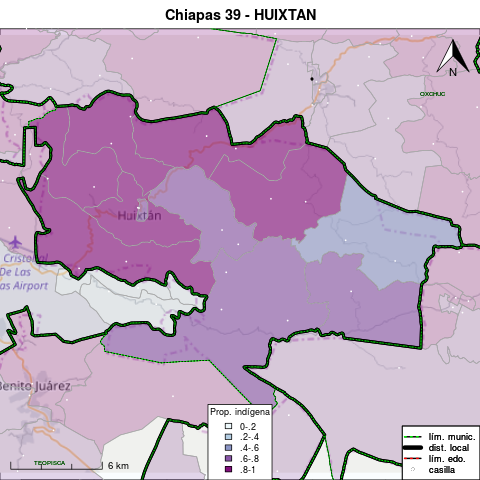 Chiapas 39 - HUIXTAN
OXCHUC
N
Huixtán
Cristóbal
De Las
as Airport
Benito Juárez
TEOPISCA
6 km
Prop. indígena
0-.2
.2-.4
.4-.6
.6-.8
.8-1
lím. munic.
dist. local
lím. edo.
casilla